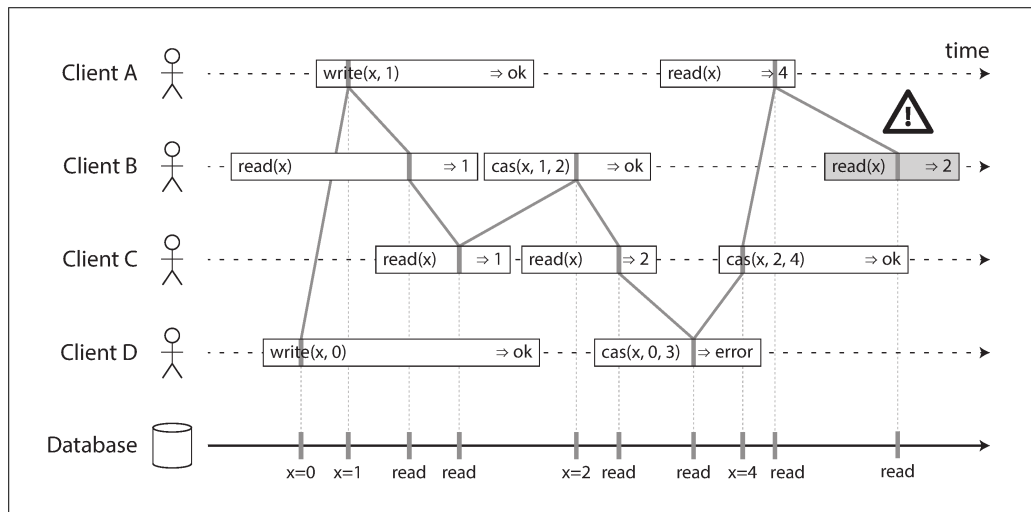 time
Client A write(x, 1) ⇒ ok read(x) ⇒ 4
!
Client B read(x) ⇒ 1 cas(x, 1, 2) ⇒ ok read(x) ⇒ 2
Client C read(x) ⇒ 1 read(x) ⇒ 2 cas(x, 2, 4) ⇒ ok
Client D write(x, 0) ⇒ ok cas(x, 0, 3) ⇒ error
Database
x=0 x=1 read read x=2 read read x=4 read read